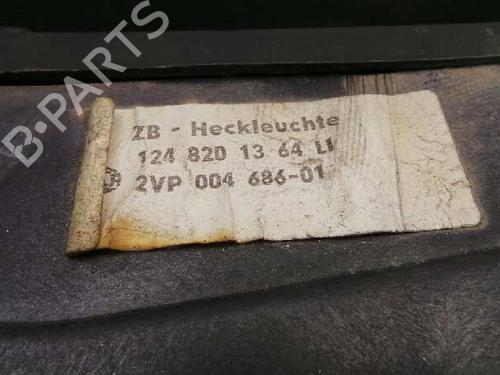 B-PARTS
ZB - Heckleuchte
124 820 13 64 LI
2VP 004 686-01